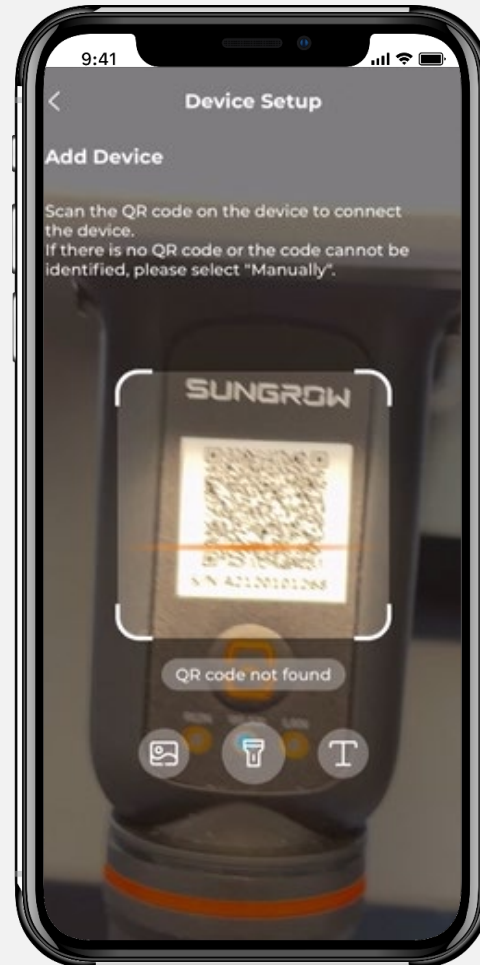 9:41
Device Setup
Add Device
Scan the QR code on the device to connect
the device.
If there is no QR code or the code cannot be
identified, please select "Manually".
SUNGROW
S/N
QR code not found
WLAN
T